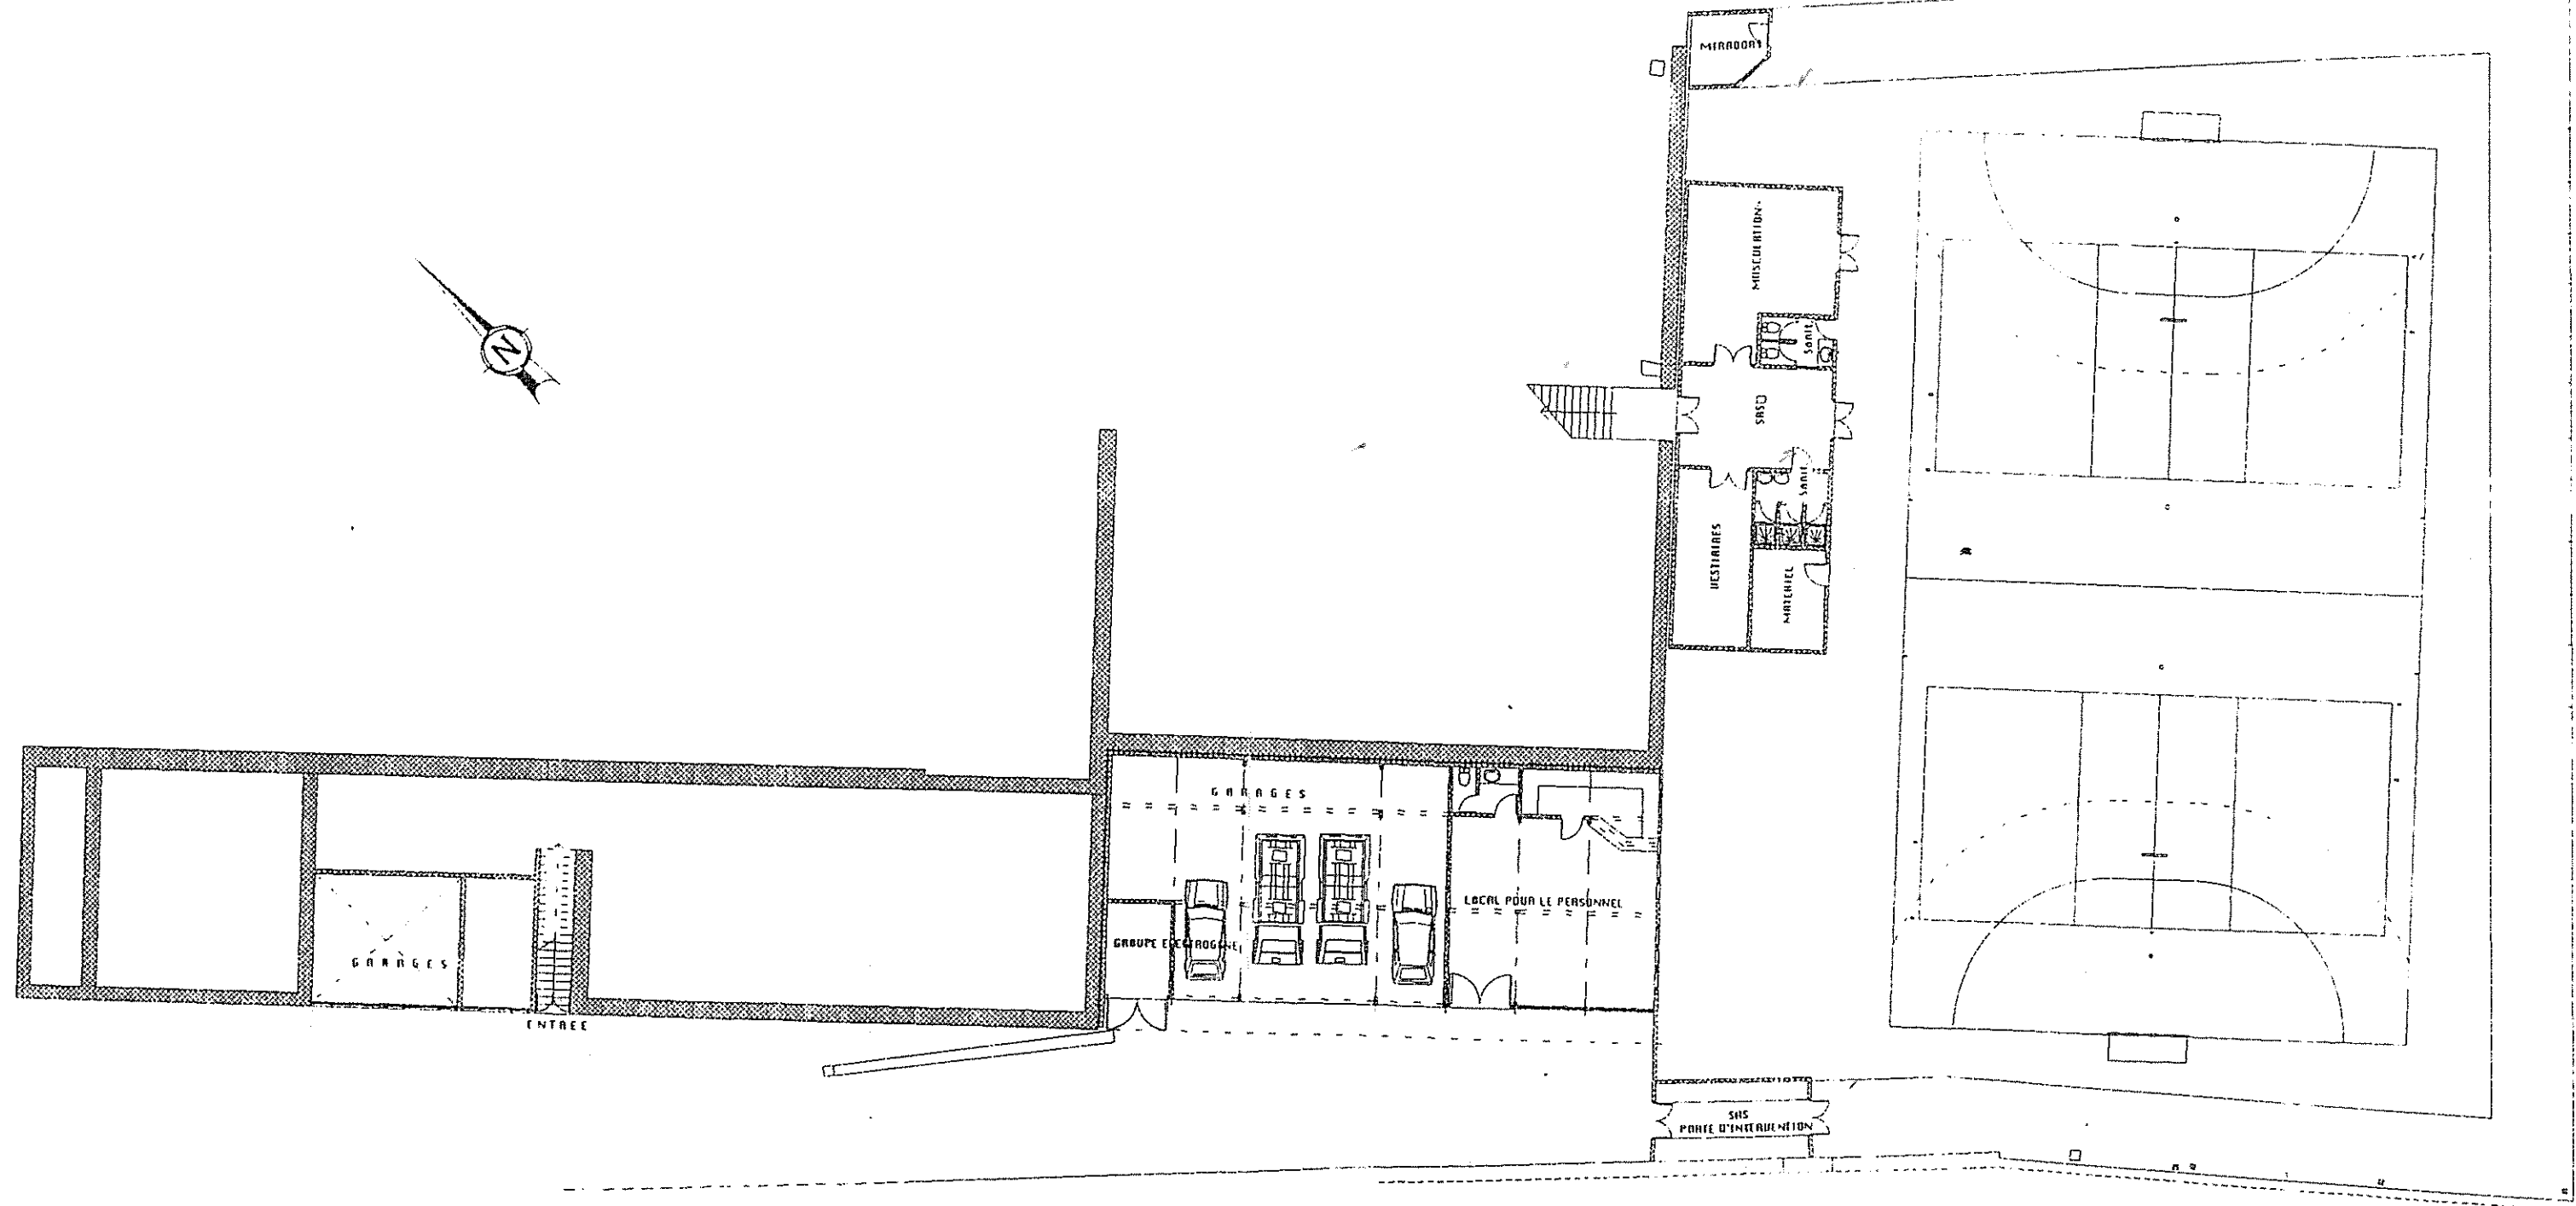 MIRADOR 1
N
MUSCULATION
Sanit.
SAS
Sanit.
VESTIAIRES
MATERIEL
GARAGES
LOCAL POUR LE PERSONNEL
GROUPE ELECTROGENE
GARAGES
ENTREE
SAS
PORTE D'INTERVENTION